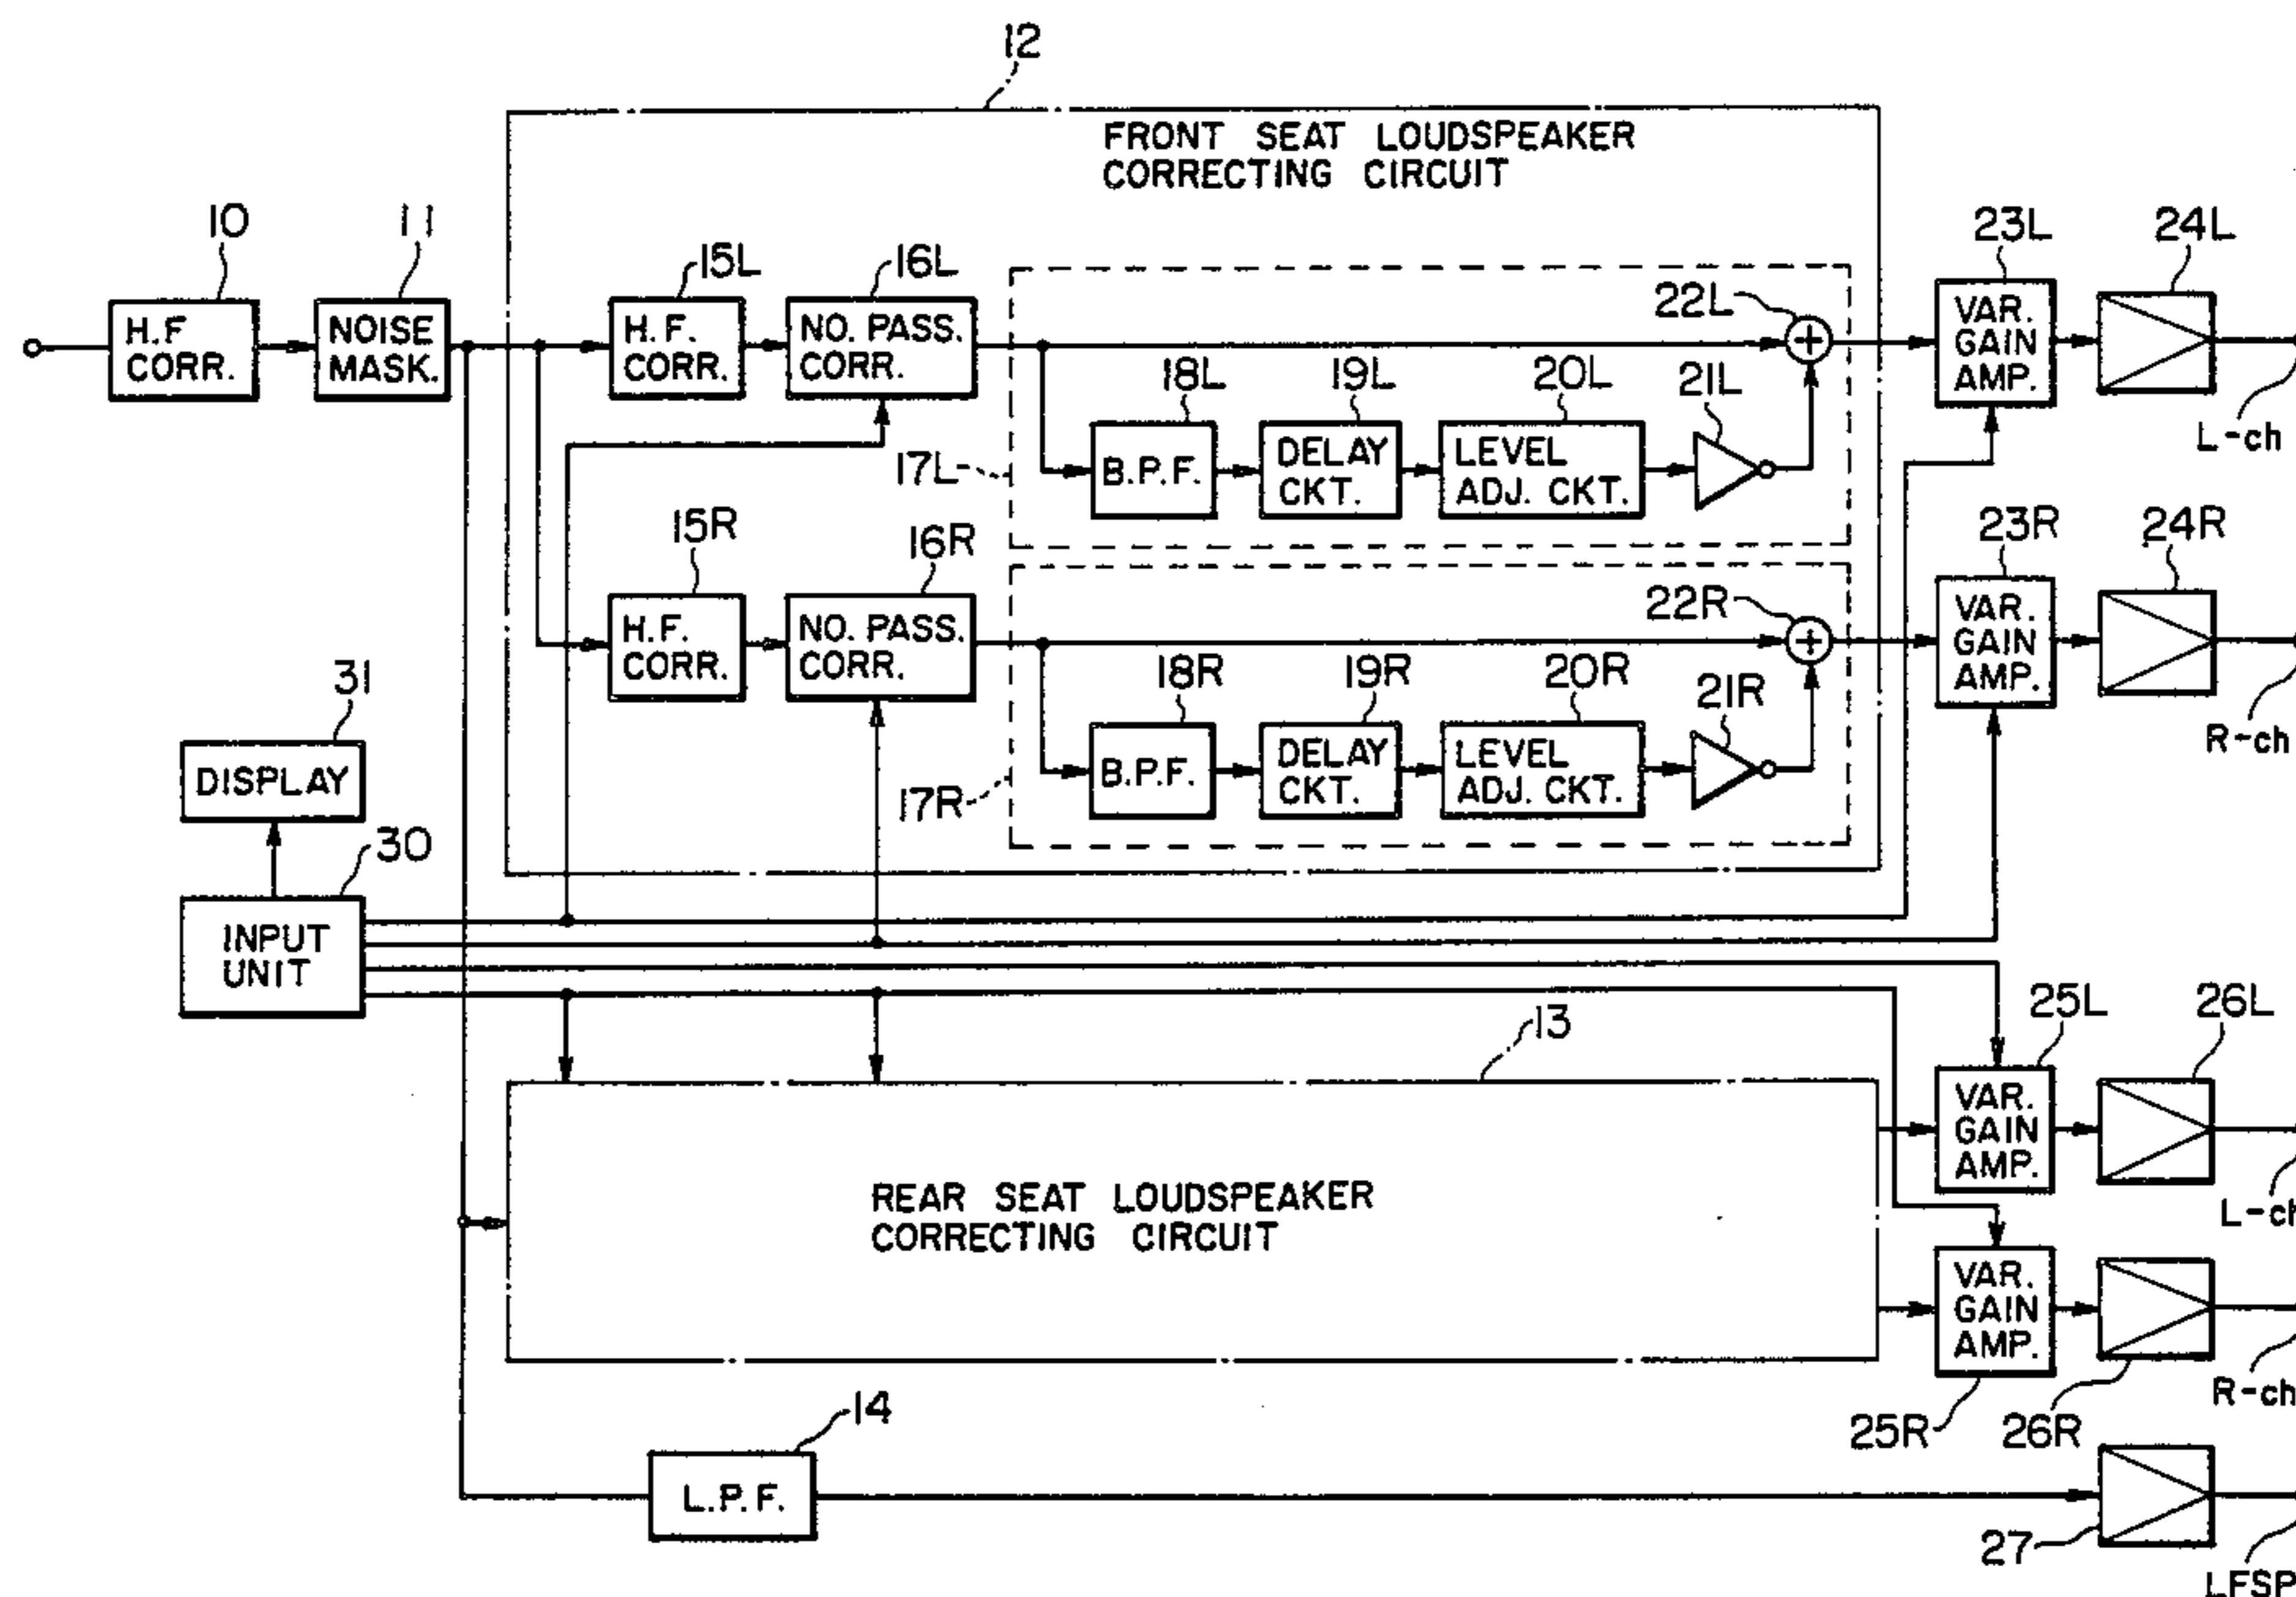 12
FRONT SEAT LOUDSPEAKER
CORRECTING CIRCUIT
10
11
15L
16L
22L
23L
24L
H.F
CORR.
NOISE
MASK.
H.F.
CORR.
NO. PASS.
CORR.
VAR.
GAIN
AMP.
L-ch
17L
18L
19L
20L
21L
B.P.F.
DELAY
CKT.
LEVEL
ADJ. CKT.
15R
16R
22R
23R
24R
H.F.
CORR.
NO. PASS.
CORR.
VAR.
GAIN
AMP.
R-ch
17R
18R
19R
20R
21R
B.P.F.
DELAY
CKT.
LEVEL
ADJ. CKT.
31
DISPLAY
30
INPUT
UNIT
13
REAR SEAT LOUDSPEAKER
CORRECTING CIRCUIT
25L
26L
VAR.
GAIN
AMP.
L-ch
VAR.
GAIN
AMP.
25R
26R
R-ch
14
L.P.F.
27
LFSP